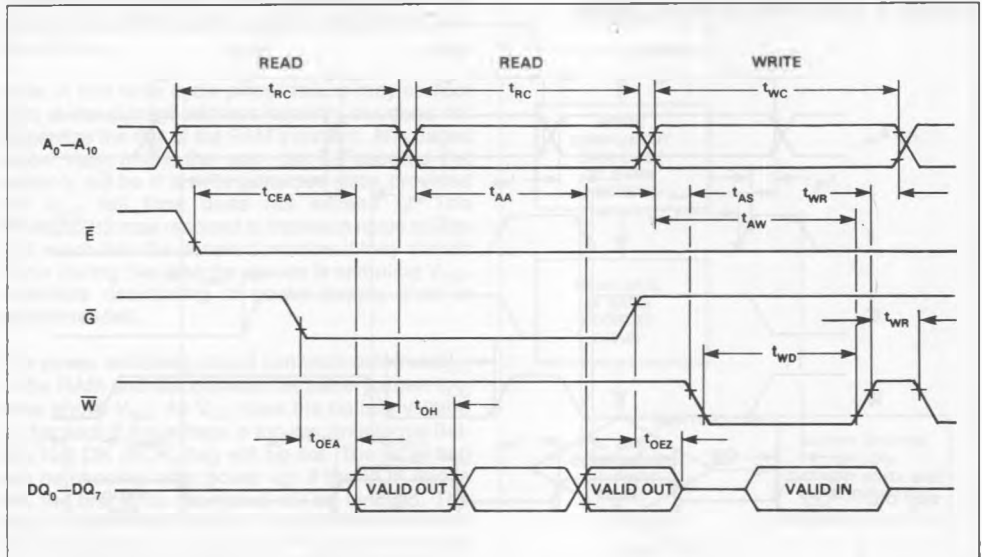 READ READ WRITE
tRC tRC tWC
A0—A10
tCEA tAA tAS tWR
tAW
E̅
G̅
tWR
tWD
W̅
tOH
tOEA tOEZ
DQ0—DQ7 VALID OUT VALID OUT VALID IN